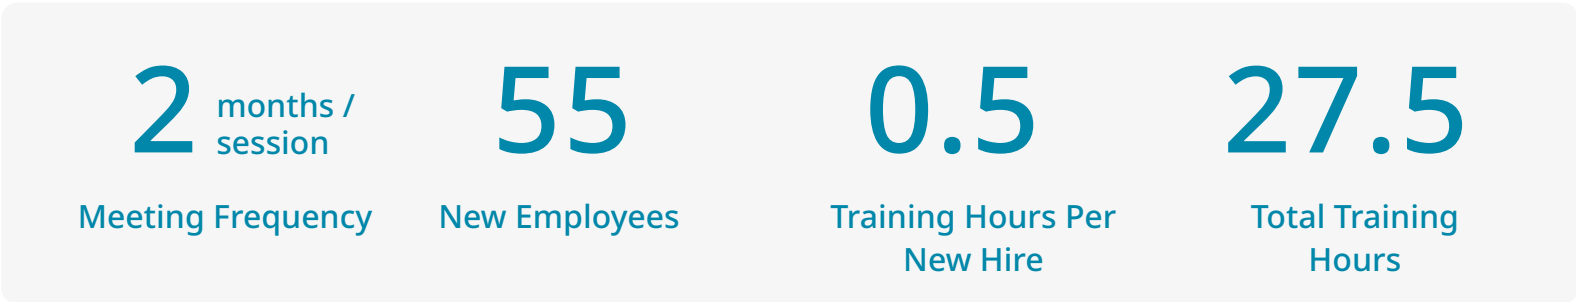 2 months /
session
Meeting Frequency
55
New Employees
0.5
Training Hours Per
New Hire
27.5
Total Training
Hours